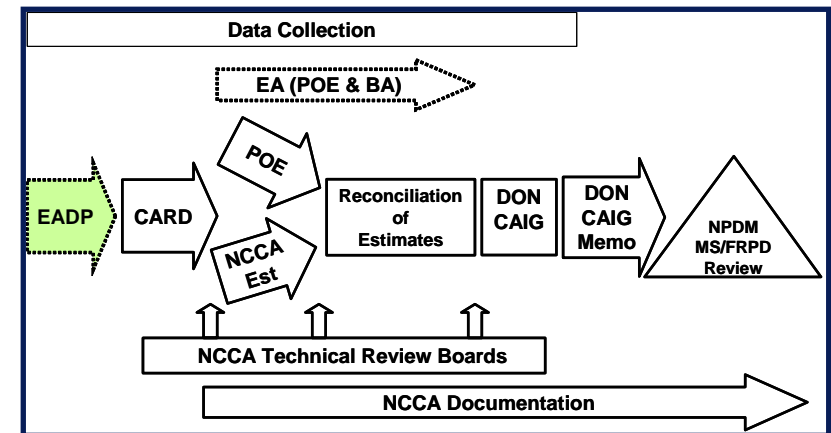 Data Collection
EA (POE & BA)
EADP
CARD
POE
NCCA
Est
Reconciliation
of
Estimates
DON
CAIG
DON
CAIG
Memo
NPDM
MS/FRPD
Review
NCCA Technical Review Boards
NCCA Documentation